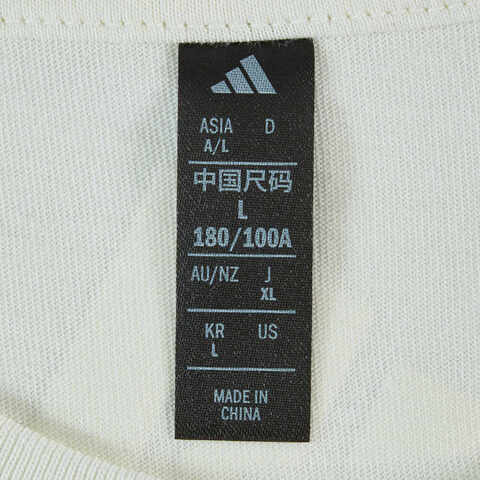 ASIA D
A/L
中国尺码
L
180/100A
AU/NZ J
XL
KR US
L
MADE IN
CHINA